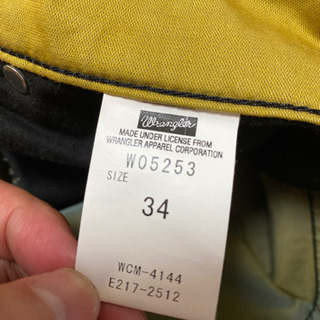 Wrangler
MADE UNDER LICENSE FROM
WRANGLER APPAREL CORPORATION
W05253
SIZE
34
WCM-4144
E217-2512